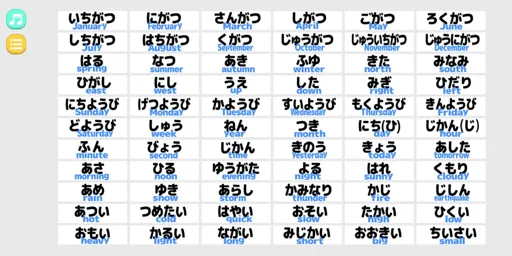 いちがつ にがつ さんがつ しがつ ごがつ ろくがつ
January February March April May June
しちがつ はちがつ くがつ じゅうがつ じゅういちがつ じゅうにがつ
July August September October November December
はる なつ あき ふゆ きた みなみ
spring summer autumn winter north south
ひがし にし うえ した みぎ ひだり
east west up down right left
にちようび げつようび かようび すいようび もくようび きんようび
Sunday Monday Tuesday Wednesday Thursday Friday
どようび しゅう ねん つき にち(ひ) じかん(じ)
Saturday week year month day hour
ふん びょう じかん きのう きょう あした
minute second time yesterday today tomorrow
あさ ひる ゆうがた よる はれ くもり
morning noon evening night sunny cloudy
あめ ゆき あらし かみなり かじ じしん
rain snow storm thunder fire earthquake
あつい つめたい はやい おそい たかい ひくい
hot cold quick slow high low
おもい かるい ながい みじかい おおきい ちいさい
heavy light long short big small